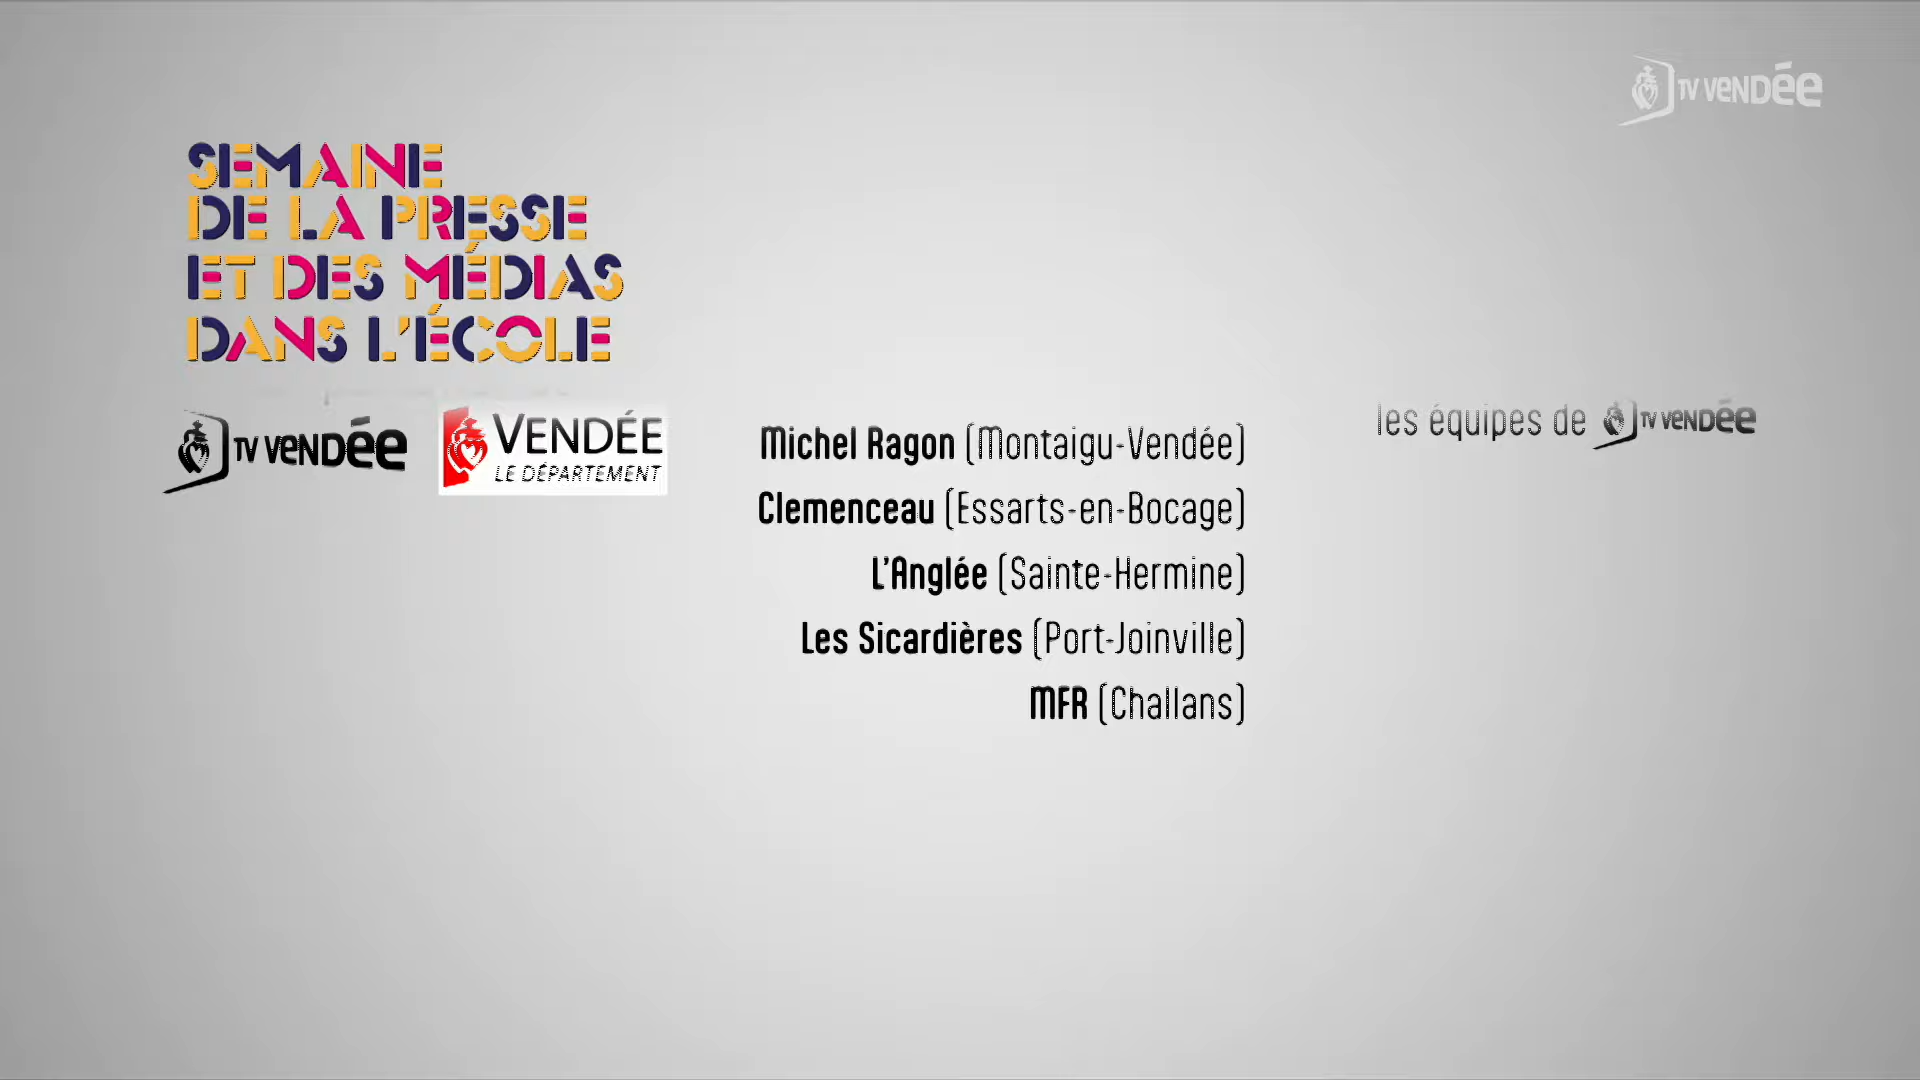 TV VENDÉE
SEMAINE
DE LA PRESSE
ET DES MÉDIAS
DANS L'ÉCOLE
TV VENDÉE
VENDÉE
LE DÉPARTEMENT
Michel Ragon (Montaigu-Vendée)
Clemenceau (Essarts-en-Bocage)
L'Anglée (Sainte-Hermine)
Les Sicardières (Port-Joinville)
MFR (Challans)
les équipes de TV VENDÉE